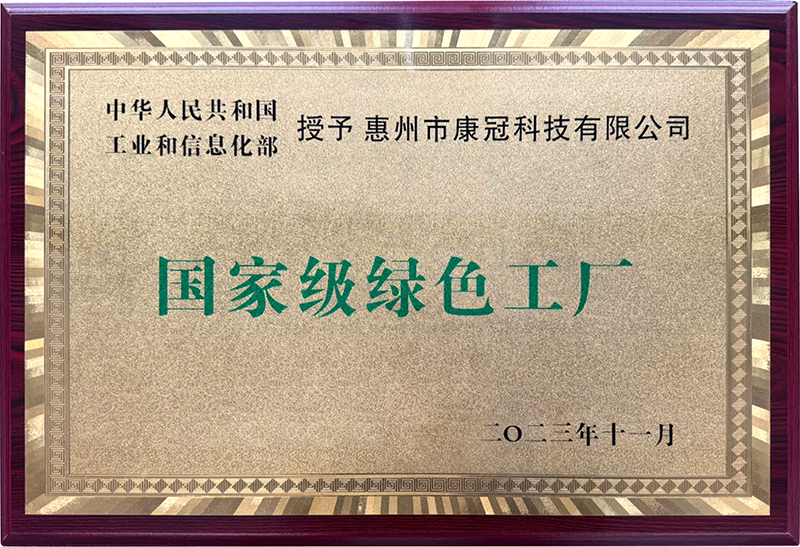 中华人民共和国
工业和信息化部
授予 惠州市康冠科技有限公司
国家级绿色工厂
二〇二三年十一月